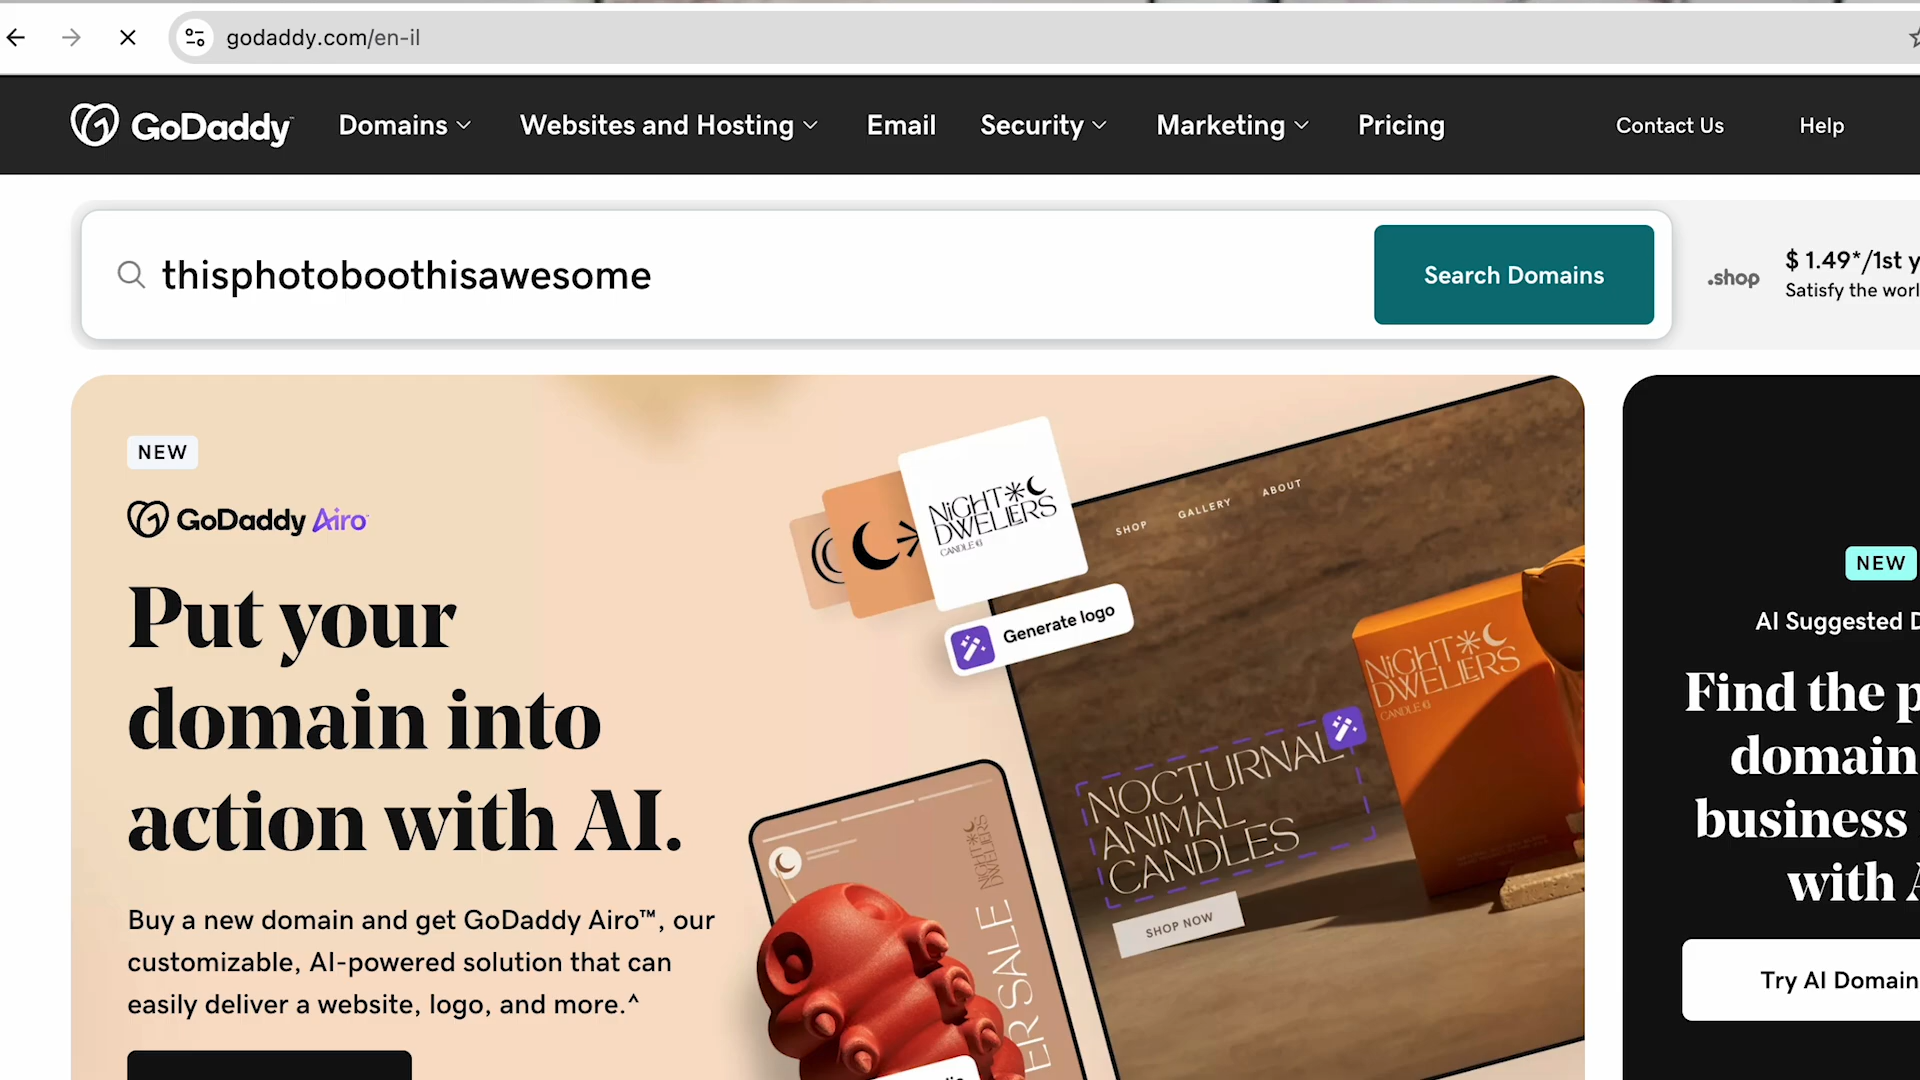 godaddy.com/en-il
GoDaddy
Domains
Websites and Hosting
Email
Security
Marketing
Pricing
Contact Us
Help
thisphotoboothisawesome
Search Domains
.shop
$ 1.49*/1st y
Satisfy the worl
NEW
GoDaddy Airo
Put your
domain into
action with AI.
Buy a new domain and get GoDaddy Airo™, our
customizable, AI-powered solution that can
easily deliver a website, logo, and more.^
NiGHT
DWELLERS
CANDLE
Generate logo
SHOP
GALLERY
ABOUT
NiGHT
DWELLERS
CANDLE
NOCTURNAL
ANIMAL
CANDLES
SHOP NOW
NiGHT
DWELLERS
ER SALE
NEW
AI Suggested D
Find the p
domain
business
with A
Try AI Domain